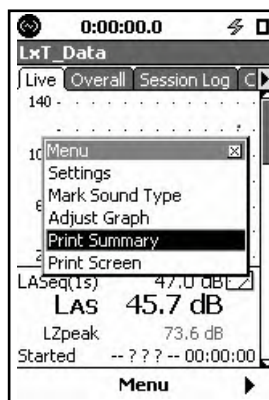 0:00:00.0
LxT_Data
Live Overall Session Log C
140
Menu
Settings
Mark Sound Type
Adjust Graph
Print Summary
Print Screen
LASeq(1s) 47.0 dB
LAS 45.7 dB
LZpeak 73.6 dB
Started -- ? ? ? -- 00:00:00
Menu